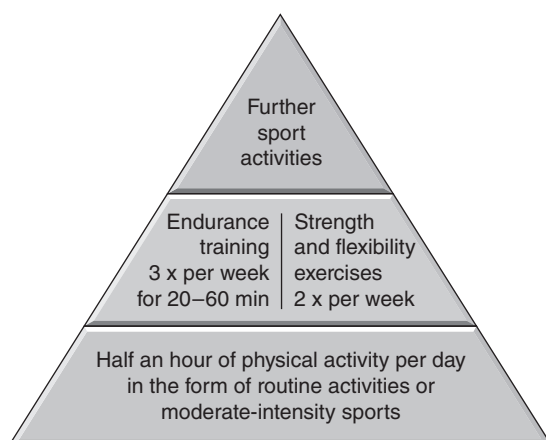 Further
sport
activities
Endurance
training
3 x per week
for 20–60 min
Strength
and flexibility
exercises
2 x per week
Half an hour of physical activity per day
in the form of routine activities or
moderate-intensity sports